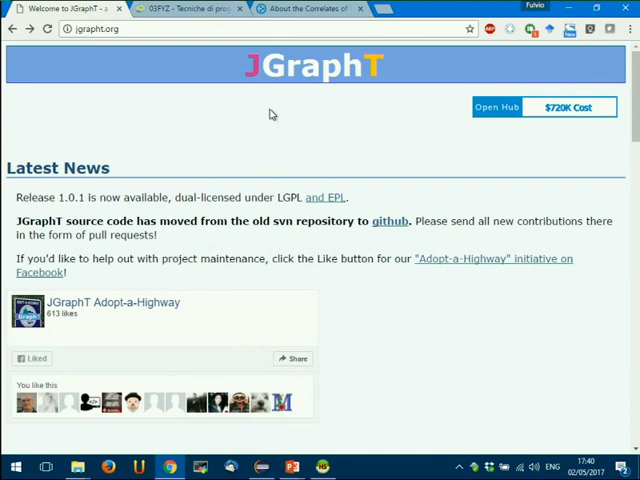 Fulvio
Welcome to JGraphT - a
03FYZ - Tecniche di prog
About the Correlates of
jgrapht.org
JGraphT
Open Hub
$720K Cost
Latest News
Release 1.0.1 is now available, dual-licensed under LGPL and EPL.
JGraphT source code has moved from the old svn repository to github. Please send all new contributions there
in the form of pull requests!
If you'd like to help out with project maintenance, click the Like button for our "Adopt-a-Highway" initiative on
Facebook!
JGraphT Adopt-a-Highway
613 likes
Liked
Share
You like this
ENG
17:40
02/05/2017